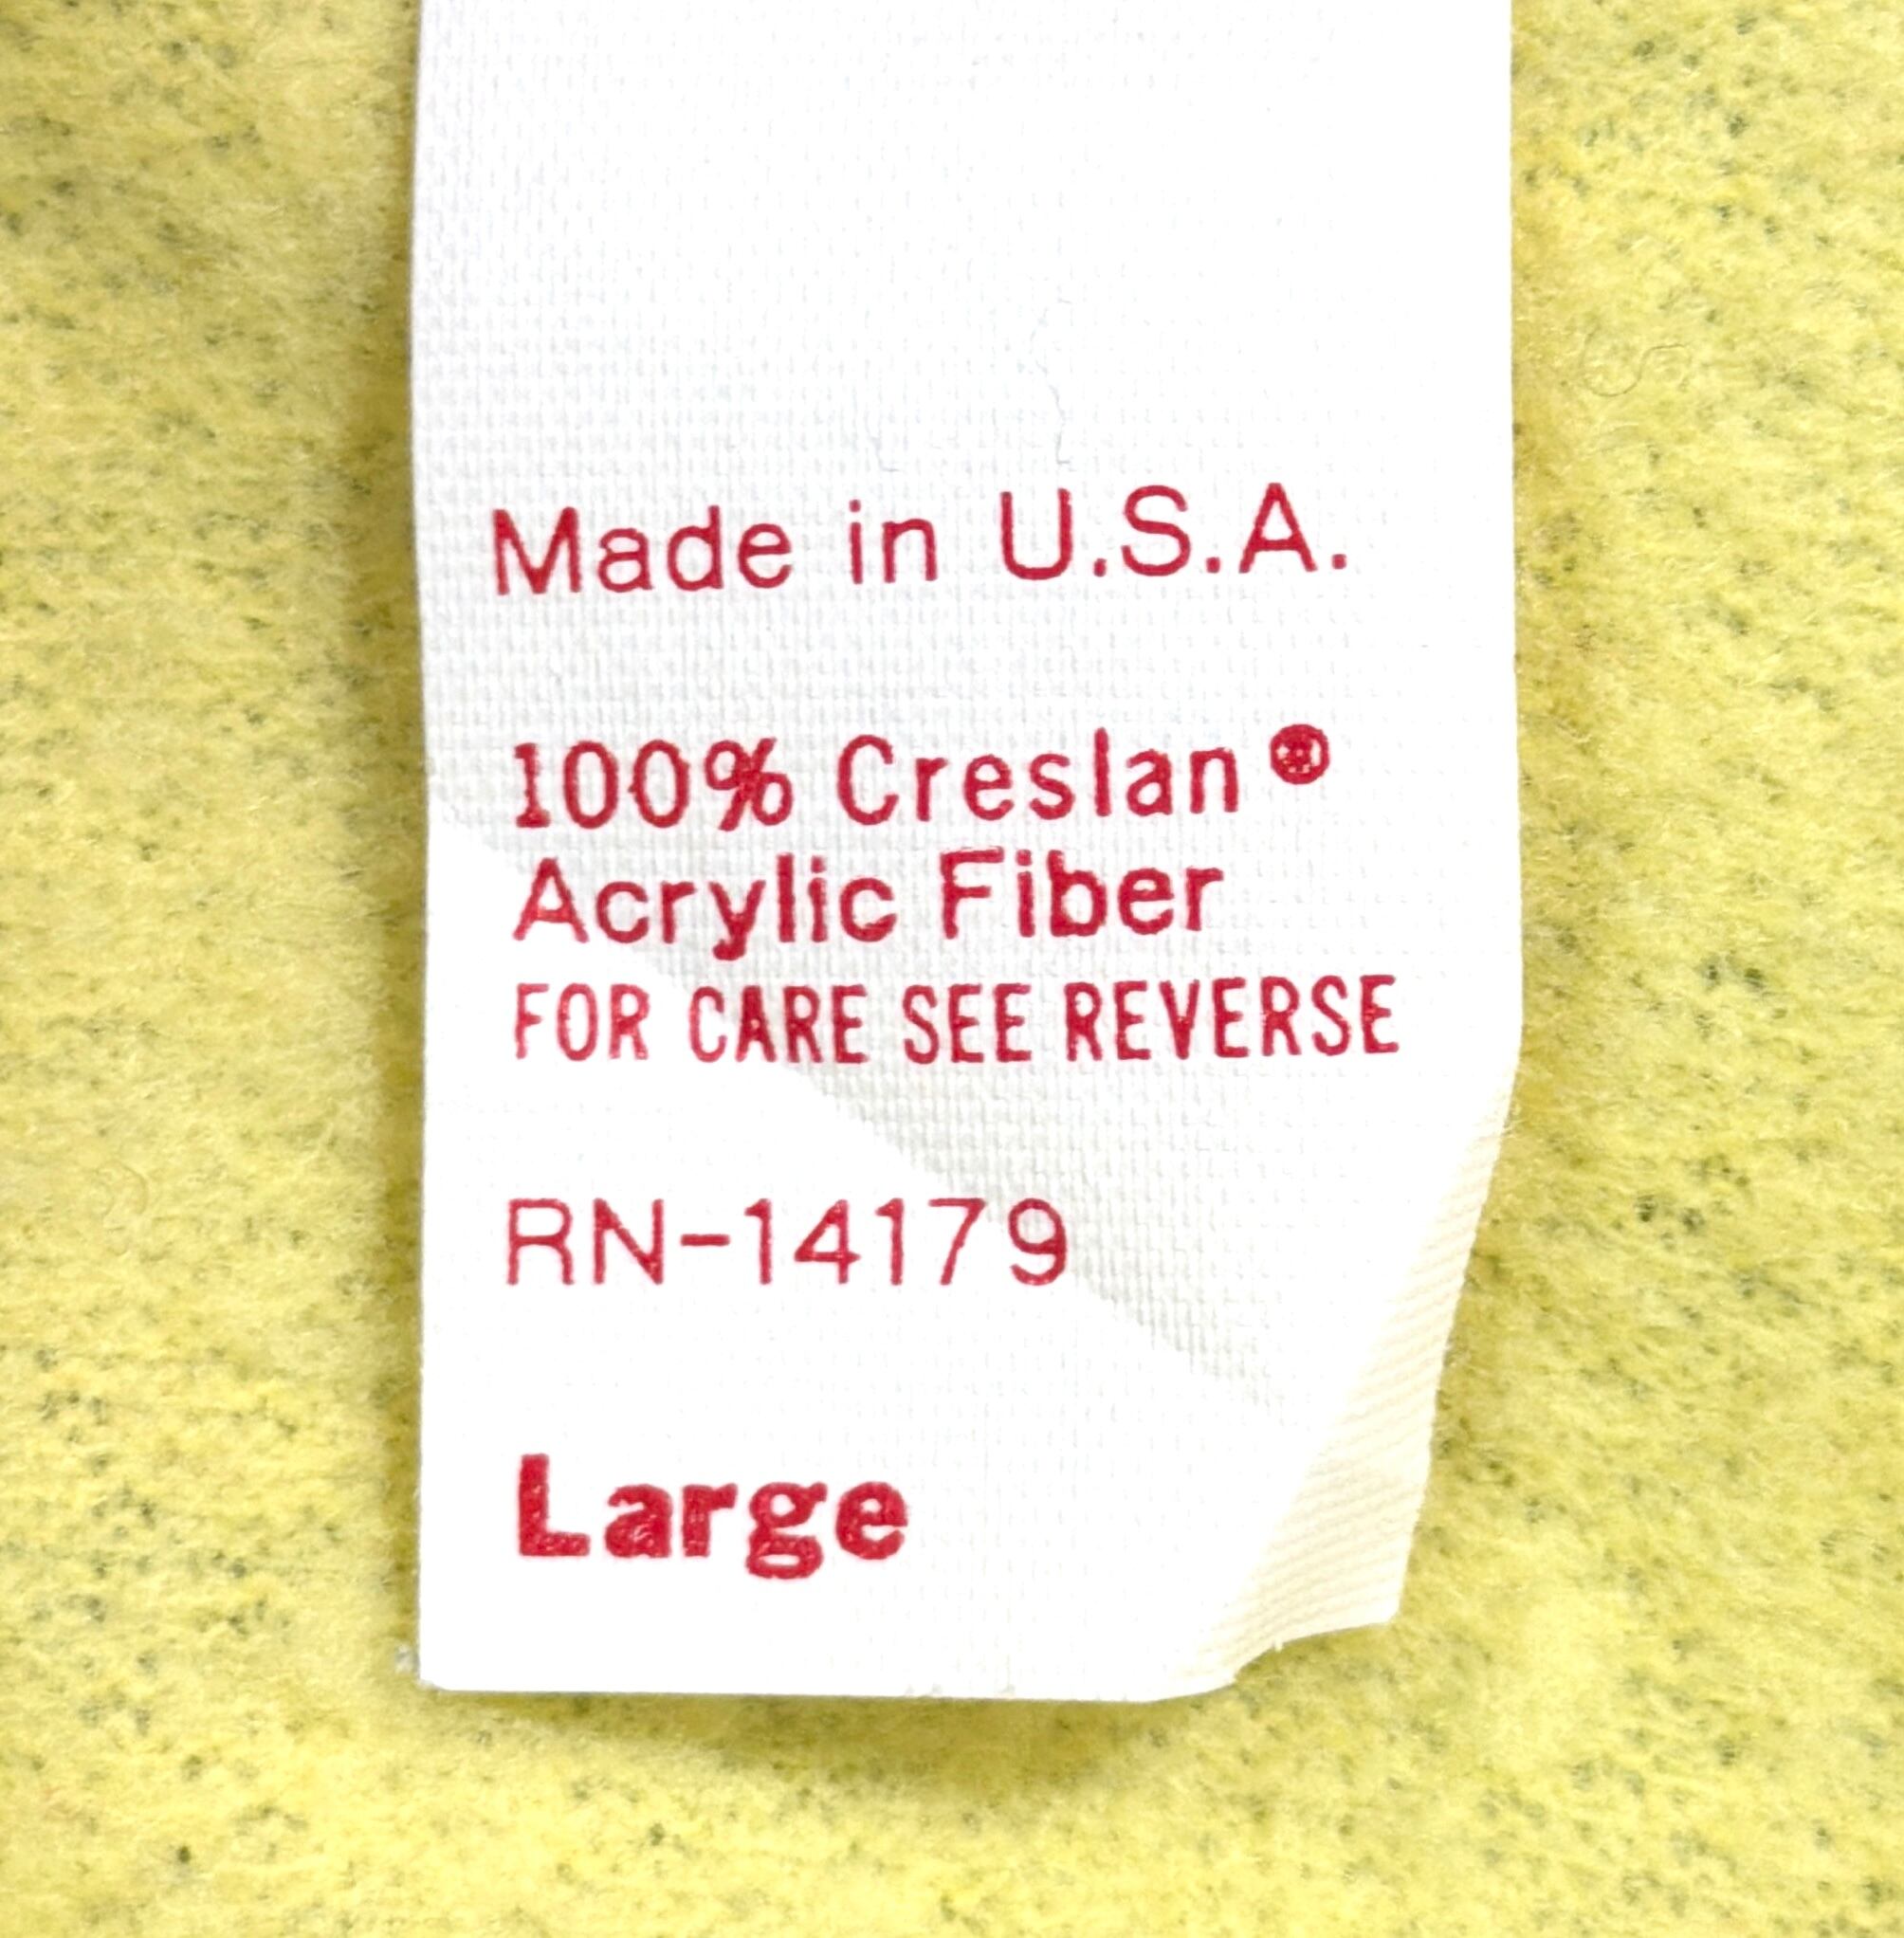 Made in U.S.A.
100% Creslan®
Acrylic Fiber
FOR CARE SEE REVERSE
RN-14179
Large